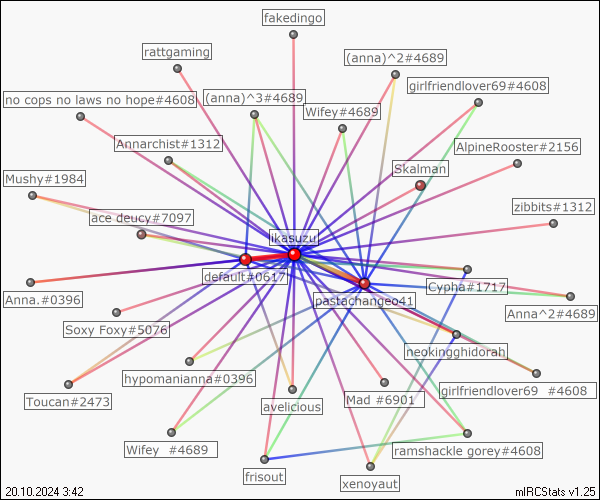 fakedingo
rattgaming
(anna)^2#4689
girlfriendlover69#4608
no cops no laws no hope#4608
(anna)^3#4689
Wifey#4689
Annarchist#1312
AlpineRooster#2156
Skalman
Mushy#1984
ace deucy#7097
zibbits#1312
ikasuzu
default#0617
Cypha#1717
Anna.#0396
pastachangeo41
Anna^2#4689
Soxy Foxy#5076
neokingghidorah
hypomanianna#0396
girlfriendlover69 #4608
Toucan#2473
avelicious
Mad #6901
Wifey #4689
ramshackle gorey#4608
frisout
xenoyaut
20.10.2024 3:42
mIRCStats v1.25